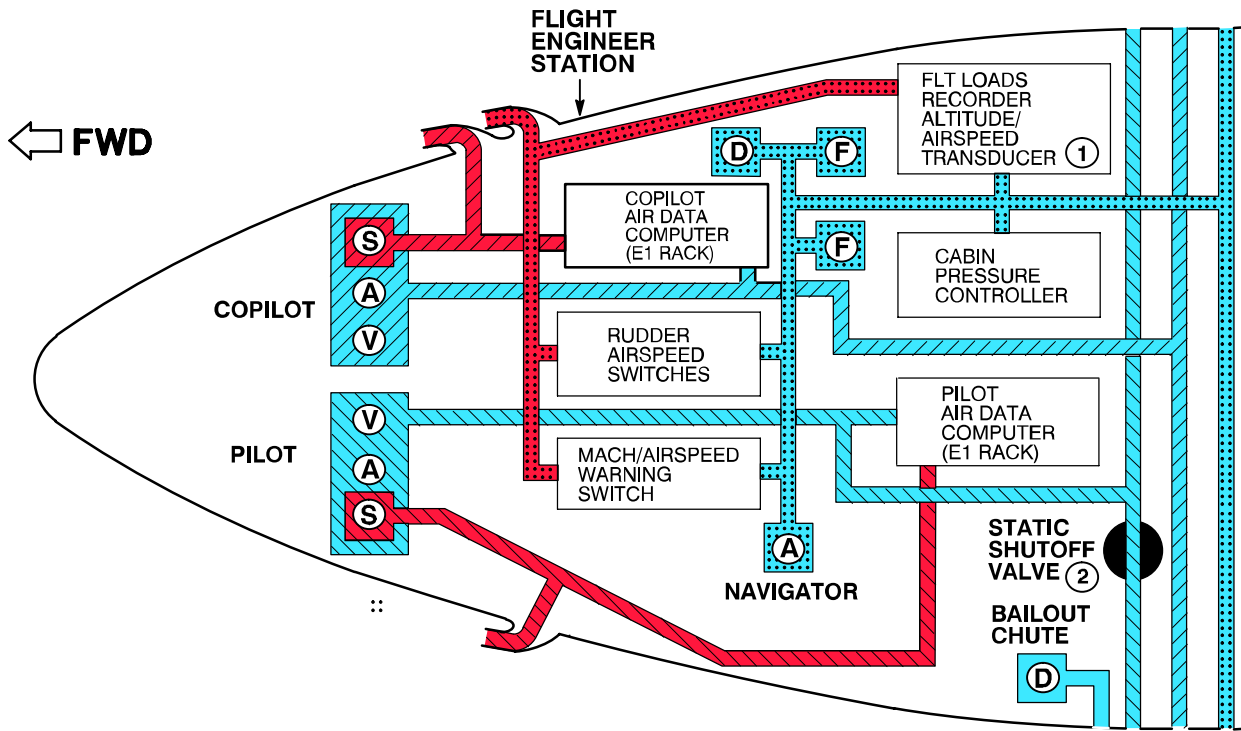 FLIGHT
ENGINEER
STATION
FWD
FLT LOADS
RECORDER
ALTITUDE/
AIRSPEED
TRANSDUCER 1
D
F
COPILOT
AIR DATA
COMPUTER
(E1 RACK)
S
F
CABIN
PRESSURE
CONTROLLER
COPILOT
A
V
RUDDER
AIRSPEED
SWITCHES
PILOT
V
A
S
PILOT
AIR DATA
COMPUTER
(E1 RACK)
MACH/AIRSPEED
WARNING
SWITCH
STATIC
SHUTOFF
VALVE 2
A
NAVIGATOR
BAILOUT
CHUTE
D